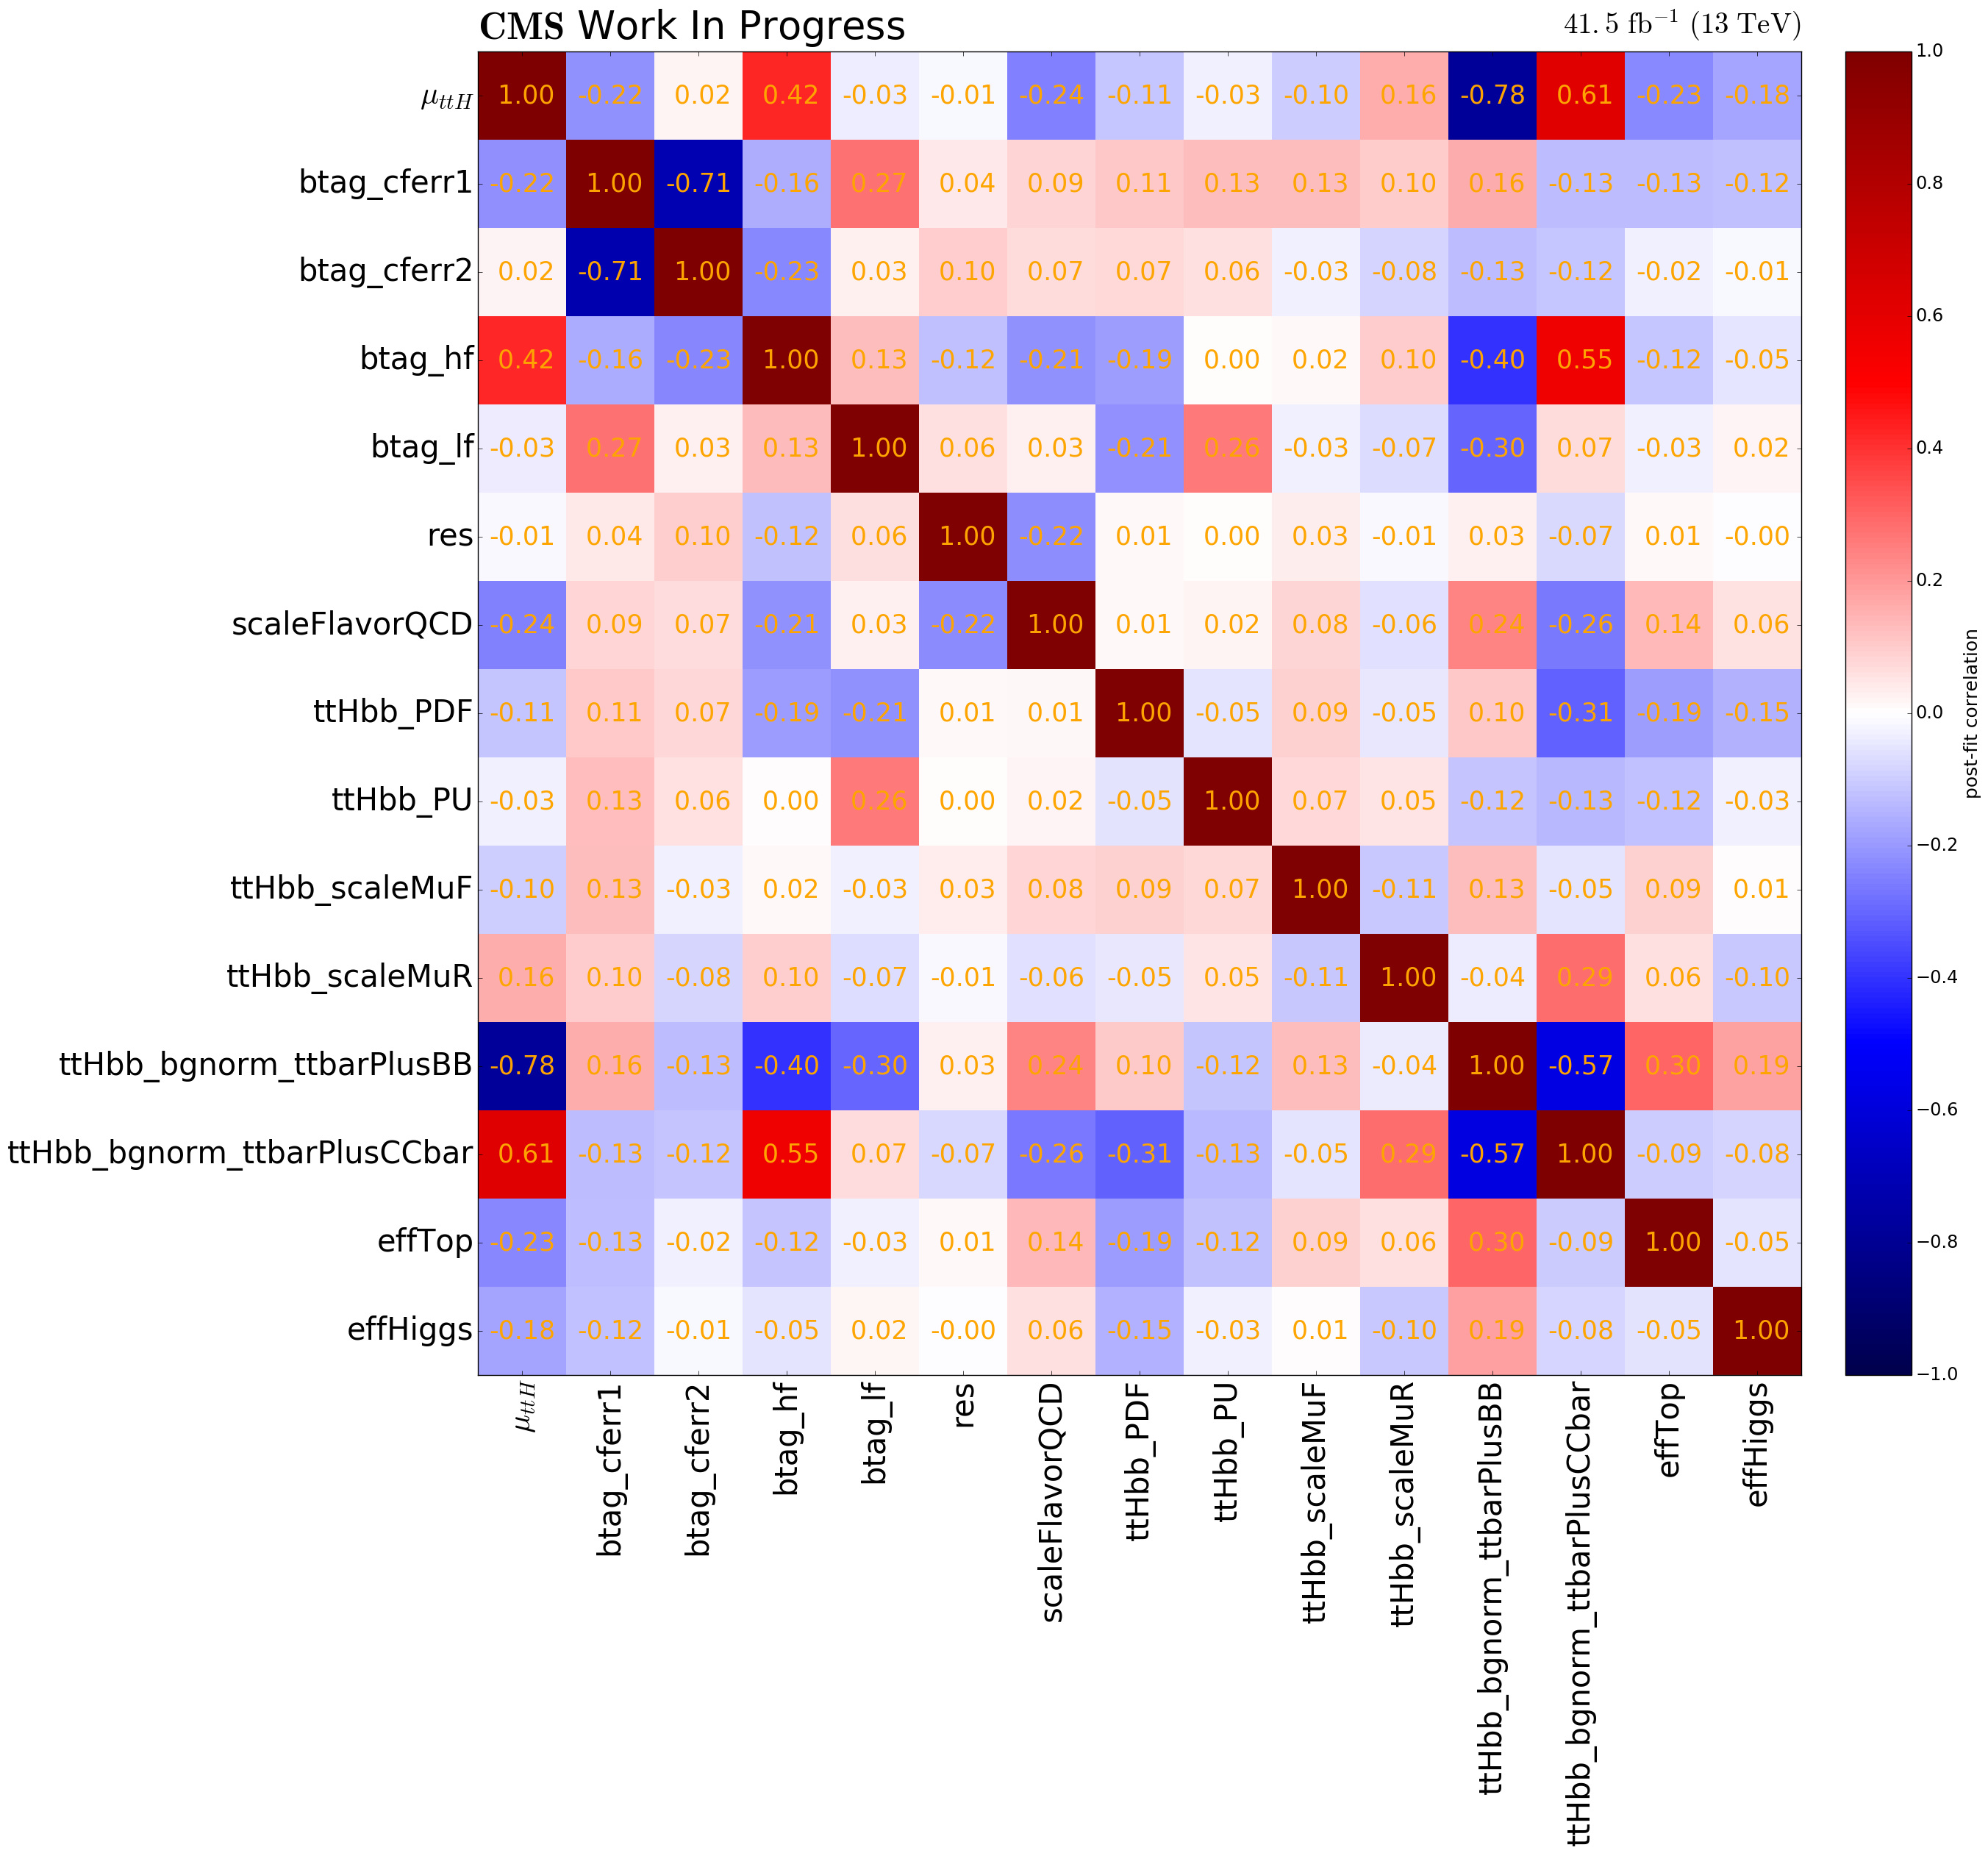 CMS Work In Progress
41.5 fb⁻¹ (13 TeV)
μttH 1.00 -0.22 0.02 0.42 -0.03 -0.01 -0.24 -0.11 -0.03 -0.10 0.16 -0.78 0.61 -0.23 -0.18
btag_cferr1 -0.22 1.00 -0.71 -0.16 0.27 0.04 0.09 0.11 0.13 0.13 0.10 0.16 -0.13 -0.13 -0.12
btag_cferr2 0.02 -0.71 1.00 -0.23 0.03 0.10 0.07 0.07 0.06 -0.03 -0.08 -0.13 -0.12 -0.02 -0.01
btag_hf 0.42 -0.16 -0.23 1.00 0.13 -0.12 -0.21 -0.19 0.00 0.02 0.10 -0.40 0.55 -0.12 -0.05
btag_lf -0.03 0.27 0.03 0.13 1.00 0.06 0.03 -0.21 0.26 -0.03 -0.07 -0.30 0.07 -0.03 0.02
res -0.01 0.04 0.10 -0.12 0.06 1.00 -0.22 0.01 0.00 0.03 -0.01 0.03 -0.07 0.01 -0.00
scaleFlavorQCD -0.24 0.09 0.07 -0.21 0.03 -0.22 1.00 0.01 0.02 0.08 -0.06 0.24 -0.26 0.14 0.06
ttHbb_PDF -0.11 0.11 0.07 -0.19 -0.21 0.01 0.01 1.00 -0.05 0.09 -0.05 0.10 -0.31 -0.19 -0.15
ttHbb_PU -0.03 0.13 0.06 0.00 0.26 0.00 0.02 -0.05 1.00 0.07 0.05 -0.12 -0.13 -0.12 -0.03
ttHbb_scaleMuF -0.10 0.13 -0.03 0.02 -0.03 0.03 0.08 0.09 0.07 1.00 -0.11 0.13 -0.05 0.09 0.01
ttHbb_scaleMuR 0.16 0.10 -0.08 0.10 -0.07 -0.01 -0.06 -0.05 0.05 -0.11 1.00 -0.04 0.29 0.06 -0.10
ttHbb_bgnorm_ttbarPlusBB -0.78 0.16 -0.13 -0.40 -0.30 0.03 0.24 0.10 -0.12 0.13 -0.04 1.00 -0.57 0.30 0.19
ttHbb_bgnorm_ttbarPlusCCbar 0.61 -0.13 -0.12 0.55 0.07 -0.07 -0.26 -0.31 -0.13 -0.05 0.29 -0.57 1.00 -0.09 -0.08
effTop -0.23 -0.13 -0.02 -0.12 -0.03 0.01 0.14 -0.19 -0.12 0.09 0.06 0.30 -0.09 1.00 -0.05
effHiggs -0.18 -0.12 -0.01 -0.05 0.02 -0.00 0.06 -0.15 -0.03 0.01 -0.10 0.19 -0.08 -0.05 1.00
μttH
btag_cferr1
btag_cferr2
btag_hf
btag_lf
res
scaleFlavorQCD
ttHbb_PDF
ttHbb_PU
ttHbb_scaleMuF
ttHbb_scaleMuR
ttHbb_bgnorm_ttbarPlusBB
ttHbb_bgnorm_ttbarPlusCCbar
effTop
effHiggs
1.0
0.8
0.6
0.4
0.2
0.0
−0.2
−0.4
−0.6
−0.8
−1.0
post-fit correlation